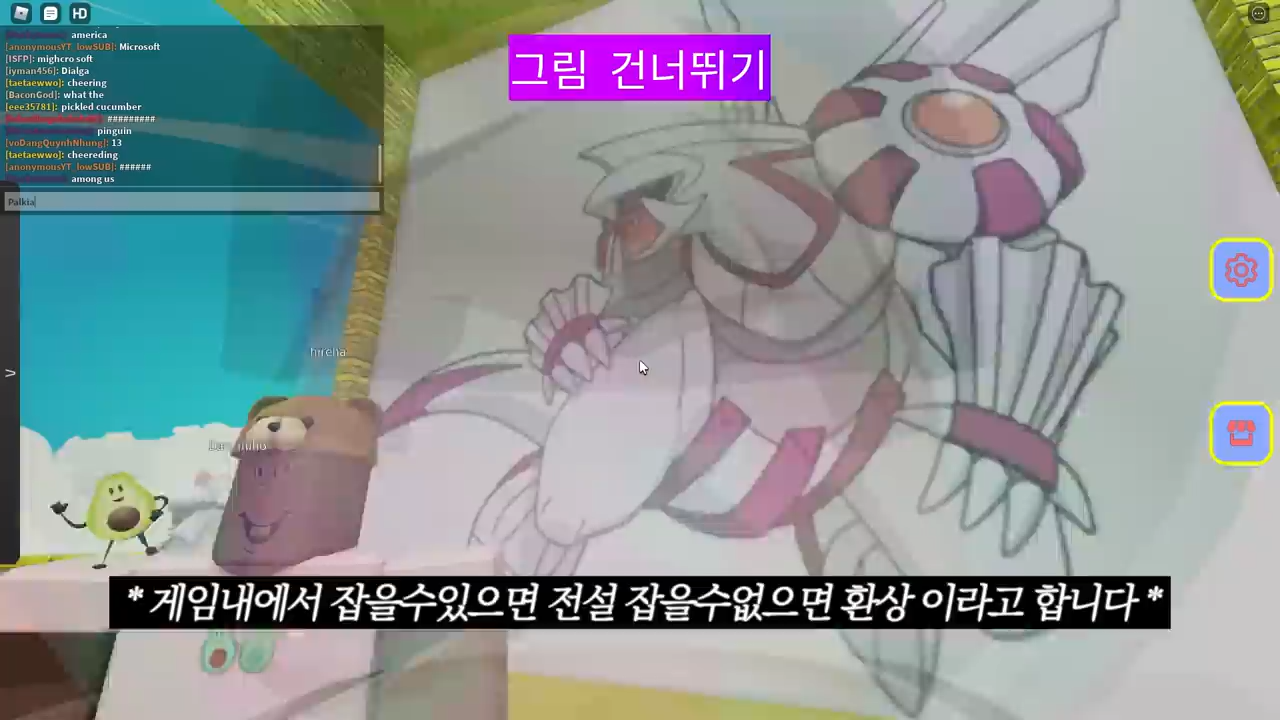 HD
america
[anonymousYT_lowSUB]: Microsoft
[ISFP]: mighcro soft
[iyman456]: Dialga
[taetaewwo]: cheering
[BaconGod]: what the
[eee35781]: pickled cucumber
#########
pinguin
[voDangQuynhNhung]: 13
[taetaewwo]: cheereding
[anonymousYT_lowSUB]: ######
among us
Palkia
그림 건너뛰기
* 게임내에서 잡을수있으면 전설 잡을수없으면 환상 이라고 합니다 *